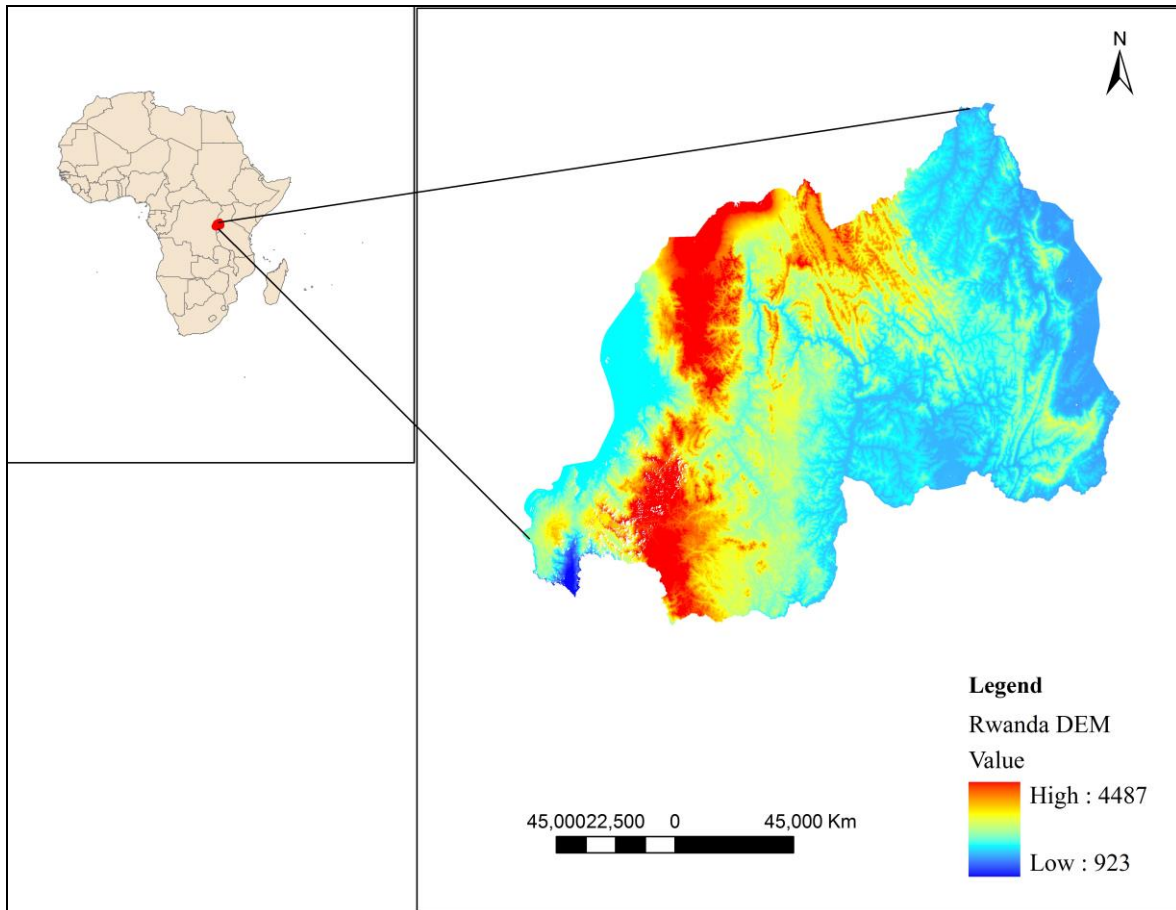 N
Legend
Rwanda DEM
Value
High : 4487
Low : 923
45,00022,500 0 45,000 Km